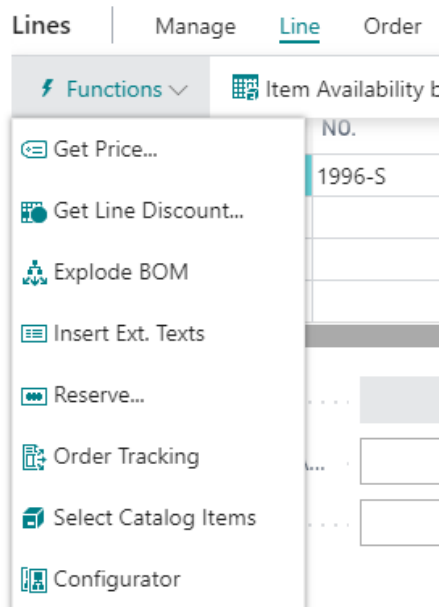 Lines Manage Line Order
Functions Item Availability b
NO.
Get Price...
1996-S
Get Line Discount...
Explode BOM
Insert Ext. Texts
Reserve...
Order Tracking
Select Catalog Items
Configurator